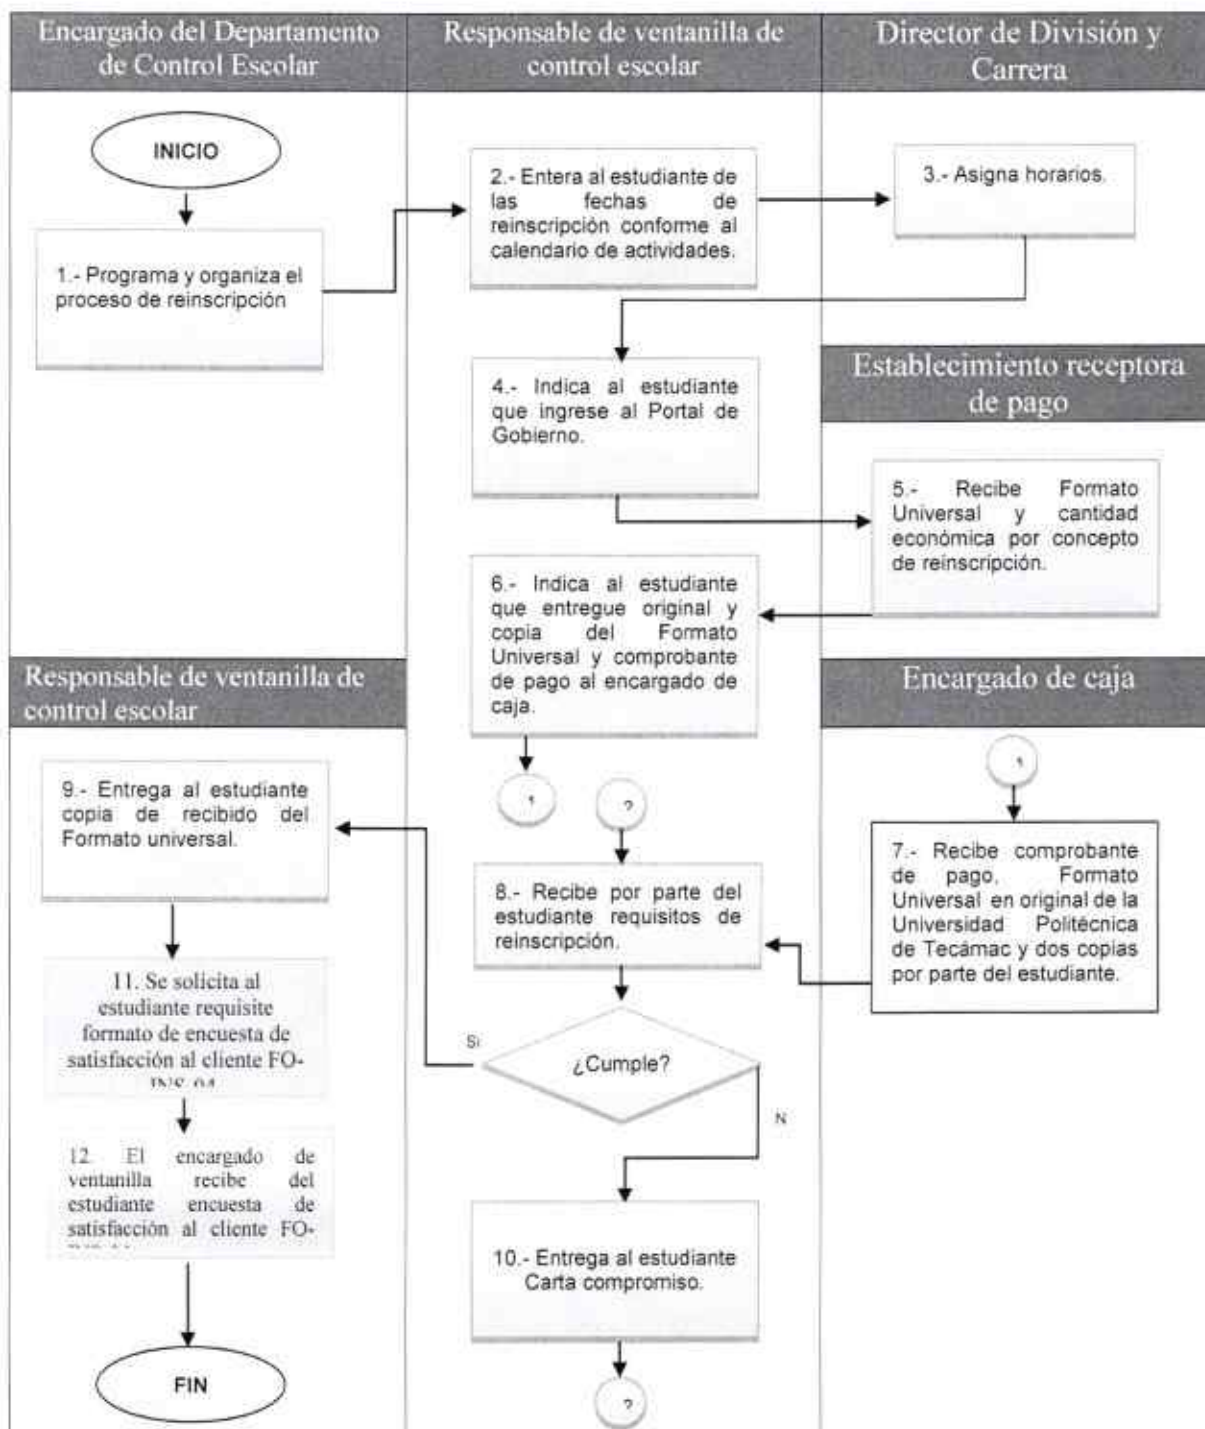 Encargado del Departamento
de Control Escolar
Responsable de ventanilla de
control escolar
Director de División y
Carrera
INICIO
1.- Programa y organiza el
proceso de reinscripción
2.- Entera al estudiante de
las fechas de
reinscripción conforme al
calendario de actividades.
3.- Asigna horarios.
4.- Indica al estudiante
que ingrese al Portal de
Gobierno.
Establecimiento receptora
de pago
5.- Recibe Formato
Universal y cantidad
económica por concepto
de reinscripción.
6.- Indica al estudiante
que entregue original y
copia del Formato
Universal y comprobante
de pago al encargado de
caja.
Encargado de caja
7.- Recibe comprobante
de pago, Formato
Universal en original de la
Universidad Politécnica
de Tecámac y dos copias
por parte del estudiante.
8.- Recibe por parte del
estudiante requisitos de
reinscripción.
¿Cumple?
Si
N
Responsable de ventanilla de
control escolar
9.- Entrega al estudiante
copia de recibido del
Formato universal.
10.- Entrega al estudiante
Carta compromiso.
11. Se solicita al
estudiante requisite
formato de encuesta de
satisfacción al cliente FO-
12. El encargado de
ventanilla recibe del
estudiante encuesta de
satisfacción al cliente FO-
FIN